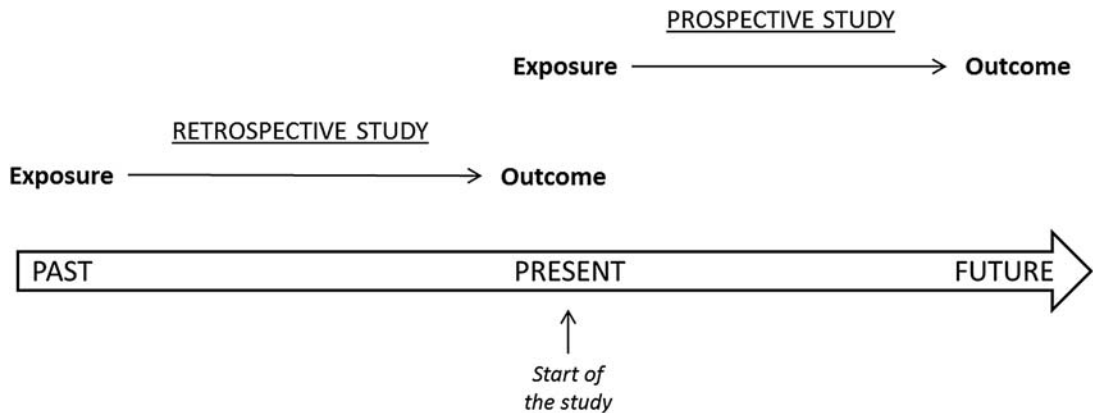 PROSPECTIVE STUDY
Exposure
Outcome
RETROSPECTIVE STUDY
Exposure
Outcome
PAST
PRESENT
FUTURE
Start of
the study